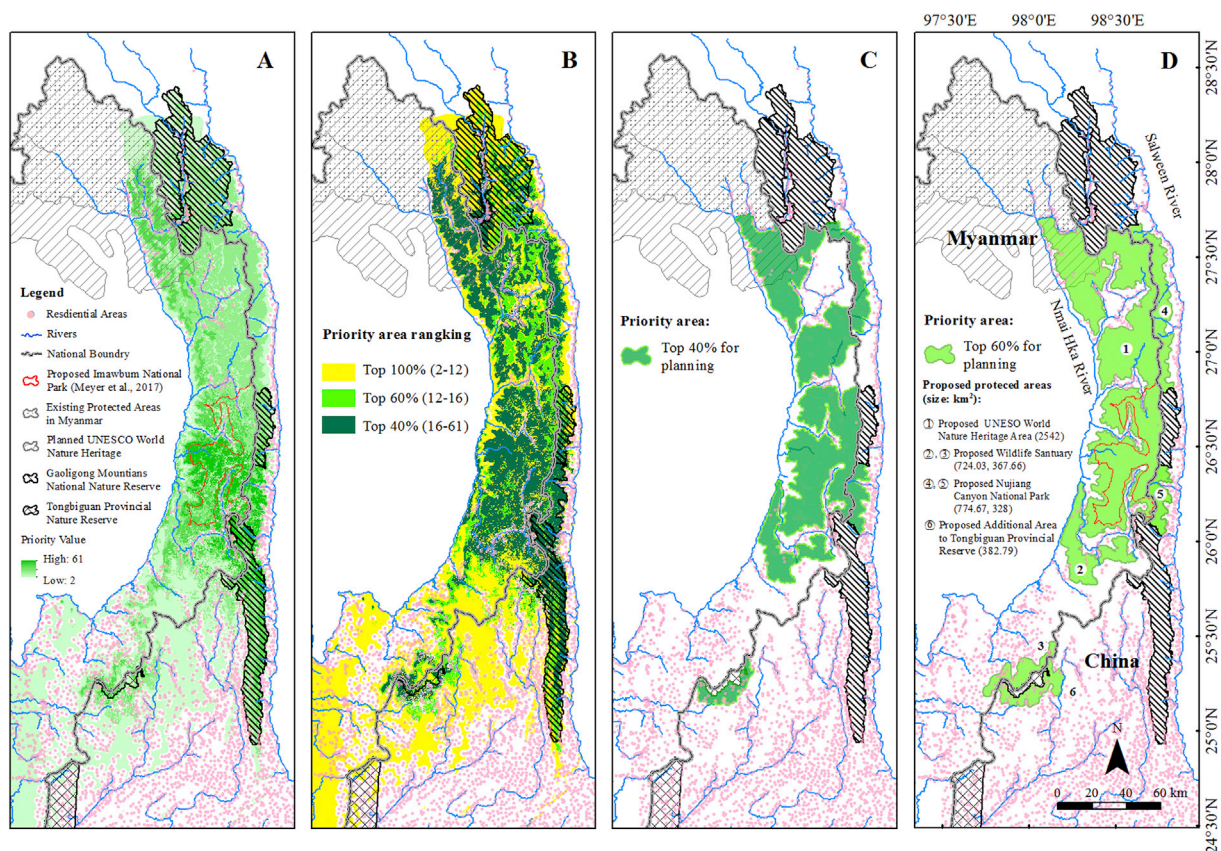 97°30'E 98°0'E 98°30'E
A
B
C
D
Legend
Resdiential Areas
Rivers
National Boundry
Proposed Imawbum National
Park (Meyer et al., 2017)
Existing Protected Areas
in Myanmar
Planned UNESCO World
Nature Heritage
Gaoligong Mountians
National Nature Reserve
Tongbiguan Provincial
Nature Reserve
Priority Value
High: 61
Low: 2
Priority area rangking
Top 100% (2-12)
Top 60% (12-16)
Top 40% (16-61)
Priority area:
Top 40% for
planning
Myanmar
Salween River
Nmai Hka River
Priority area:
Top 60% for
planning
Proposed proteced areas
(size: km²):
① Proposed UNESO World
Nature Heritage Area (2542)
②, ③ Proposed Wildlife Santuary
(724.03, 367.66)
④, ⑤ Proposed Nujiang
Canyon National Park
(774.67, 328)
⑥ Proposed Additional Area
to Tongbiguan Provincial
Reserve (382.79)
4
1
5
2
3
China
6
N
0 20 40 60 km
28°30'N
28°0'N
27°30'N
27°0'N
26°30'N
26°0'N
25°30'N
25°0'N
24°30'N